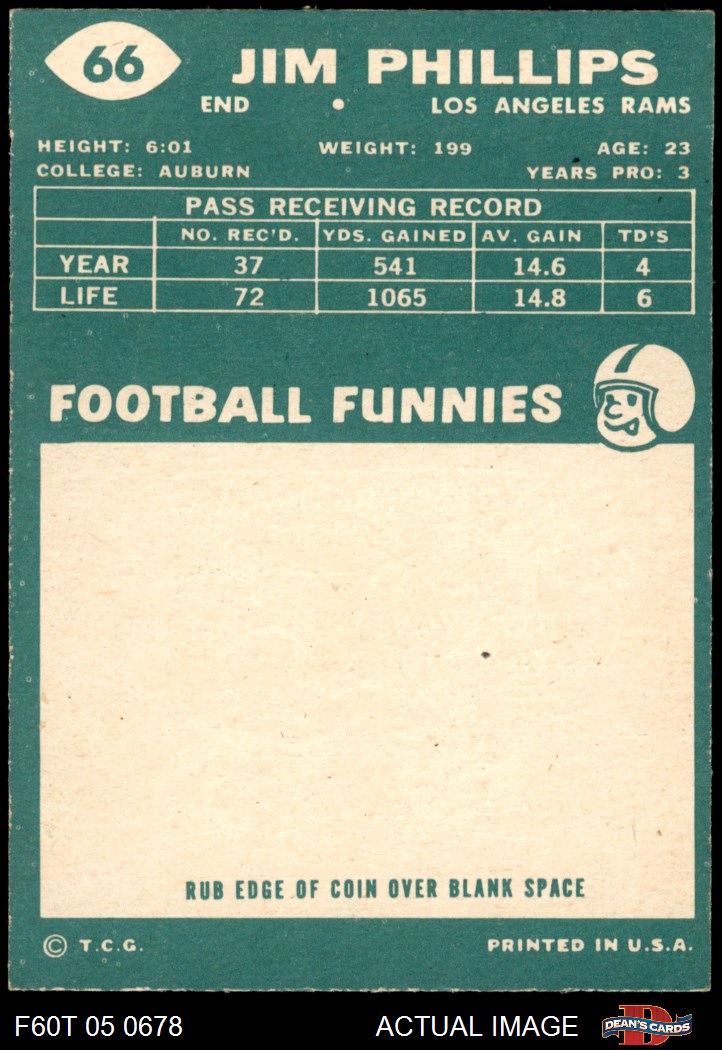 66 JIM PHILLIPS
END • LOS ANGELES RAMS
HEIGHT: 6:01 WEIGHT: 199 AGE: 23
COLLEGE: AUBURN YEARS PRO: 3
PASS RECEIVING RECORD
NO. REC'D. YDS. GAINED AV. GAIN TD'S
YEAR 37 541 14.6 4
LIFE 72 1065 14.8 6
FOOTBALL FUNNIES
RUB EDGE OF COIN OVER BLANK SPACE
© T.C.G. PRINTED IN U.S.A.
F60T 05 0678 ACTUAL IMAGE D DEAN'S CARDS